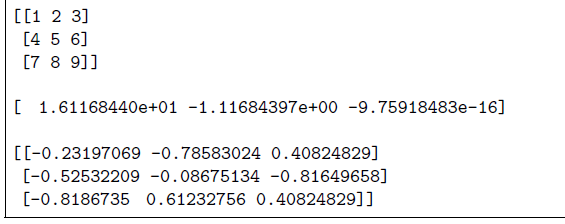 [[1 2 3]
 [4 5 6]
 [7 8 9]]

[  1.61168440e+01 -1.11684397e+00 -9.75918483e-16]

[[-0.23197069 -0.78583024 0.40824829]
 [-0.52532209 -0.08675134 -0.81649658]
 [-0.8186735  0.61232756 0.40824829]]